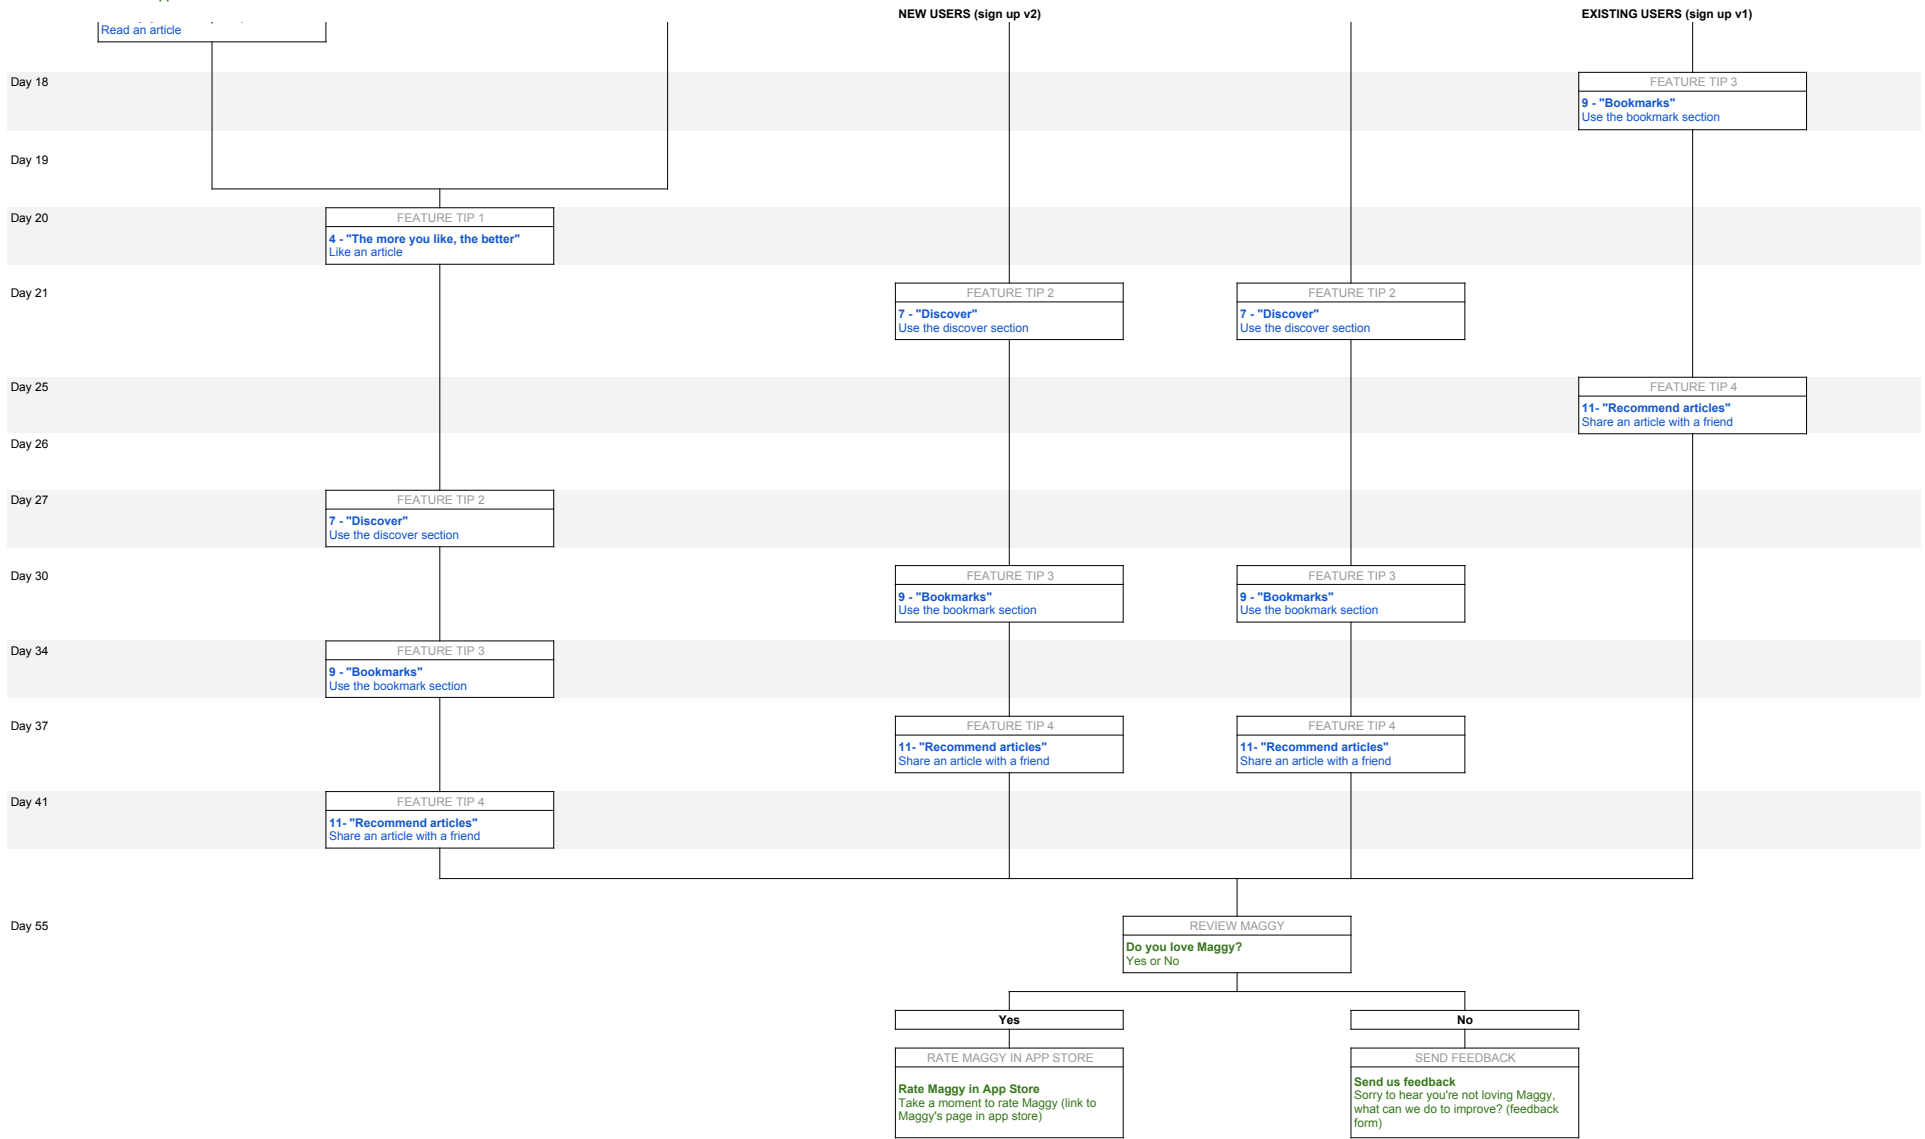 NEW USERS (sign up v2)
EXISTING USERS (sign up v1)
Read an article
Day 18
FEATURE TIP 3
9 - "Bookmarks"
Use the bookmark section
Day 19
Day 20
FEATURE TIP 1
4 - "The more you like, the better"
Like an article
Day 21
FEATURE TIP 2
7 - "Discover"
Use the discover section
FEATURE TIP 2
7 - "Discover"
Use the discover section
Day 25
FEATURE TIP 4
11- "Recommend articles"
Share an article with a friend
Day 26
Day 27
FEATURE TIP 2
7 - "Discover"
Use the discover section
Day 30
FEATURE TIP 3
9 - "Bookmarks"
Use the bookmark section
FEATURE TIP 3
9 - "Bookmarks"
Use the bookmark section
Day 34
FEATURE TIP 3
9 - "Bookmarks"
Use the bookmark section
Day 37
FEATURE TIP 4
11- "Recommend articles"
Share an article with a friend
FEATURE TIP 4
11- "Recommend articles"
Share an article with a friend
Day 41
FEATURE TIP 4
11- "Recommend articles"
Share an article with a friend
Day 55
REVIEW MAGGY
Do you love Maggy?
Yes or No
Yes
No
RATE MAGGY IN APP STORE
Rate Maggy in App Store
Take a moment to rate Maggy (link to
Maggy's page in app store)
SEND FEEDBACK
Send us feedback
Sorry to hear you're not loving Maggy,
what can we do to improve? (feedback
form)